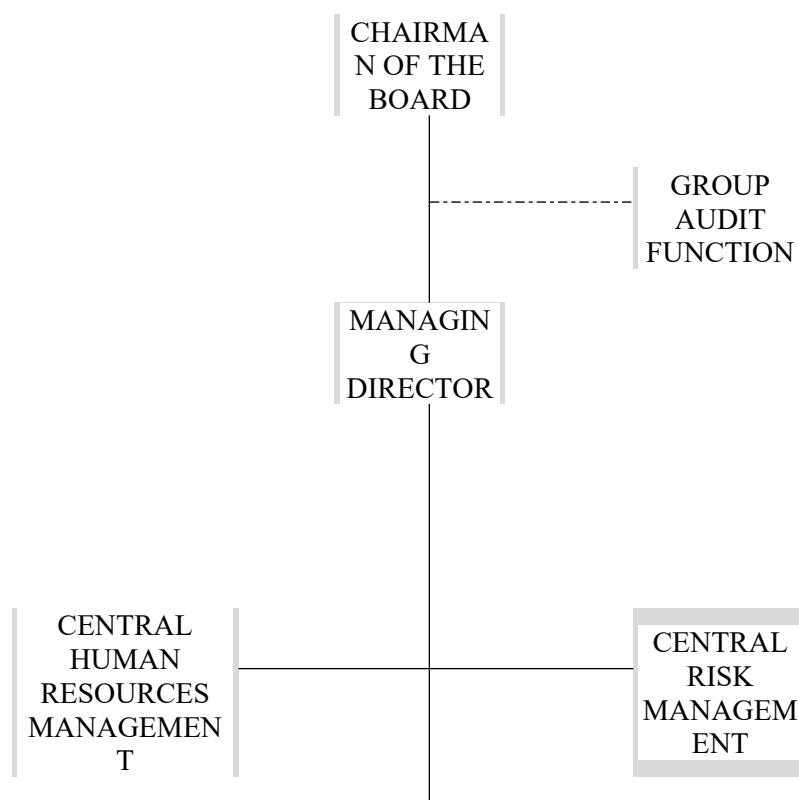 CHAIRMA
N OF THE
BOARD
GROUP
AUDIT
FUNCTION
MANAGIN
G
DIRECTOR
CENTRAL
HUMAN
RESOURCES
MANAGEMEN
T
CENTRAL
RISK
MANAGEM
ENT